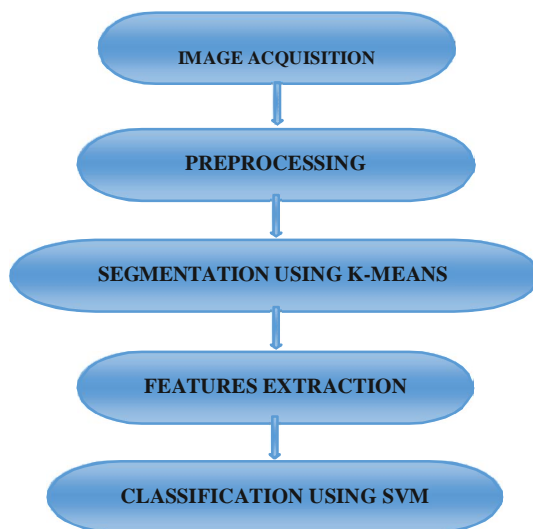 IMAGE ACQUISITION
PREPROCESSING
SEGMENTATION USING K-MEANS
FEATURES EXTRACTION
CLASSIFICATION USING SVM